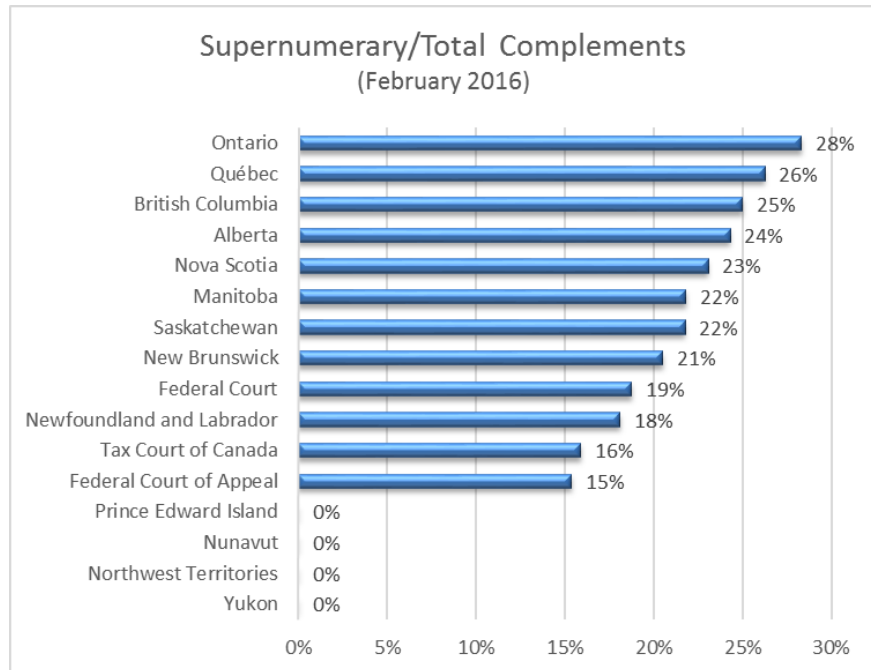 Supernumerary/Total Complements
(February 2016)
Ontario 28%
Québec 26%
British Columbia 25%
Alberta 24%
Nova Scotia 23%
Manitoba 22%
Saskatchewan 22%
New Brunswick 21%
Federal Court 19%
Newfoundland and Labrador 18%
Tax Court of Canada 16%
Federal Court of Appeal 15%
Prince Edward Island 0%
Nunavut 0%
Northwest Territories 0%
Yukon 0%
0% 5% 10% 15% 20% 25% 30%